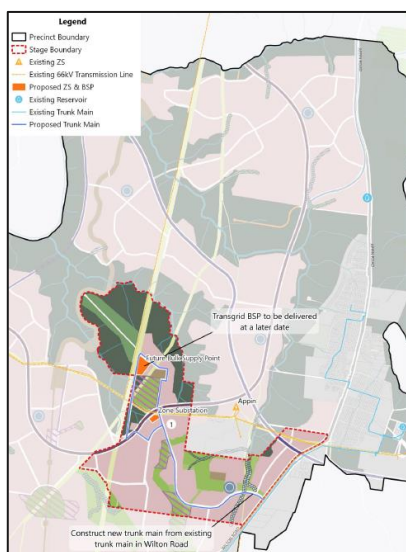 Legend
Precinct Boundary
Stage Boundary
Existing ZS
Existing 66kV Transmission Line
Proposed ZS & BSP
Existing Reservoir
Existing Trunk Main
Proposed Trunk Main
Transgrid BSP to be delivered
at a later date
Future Bulk Supply Point
Appin
Zone Substation
1
Construct new trunk main from existing
trunk main in Wilton Road